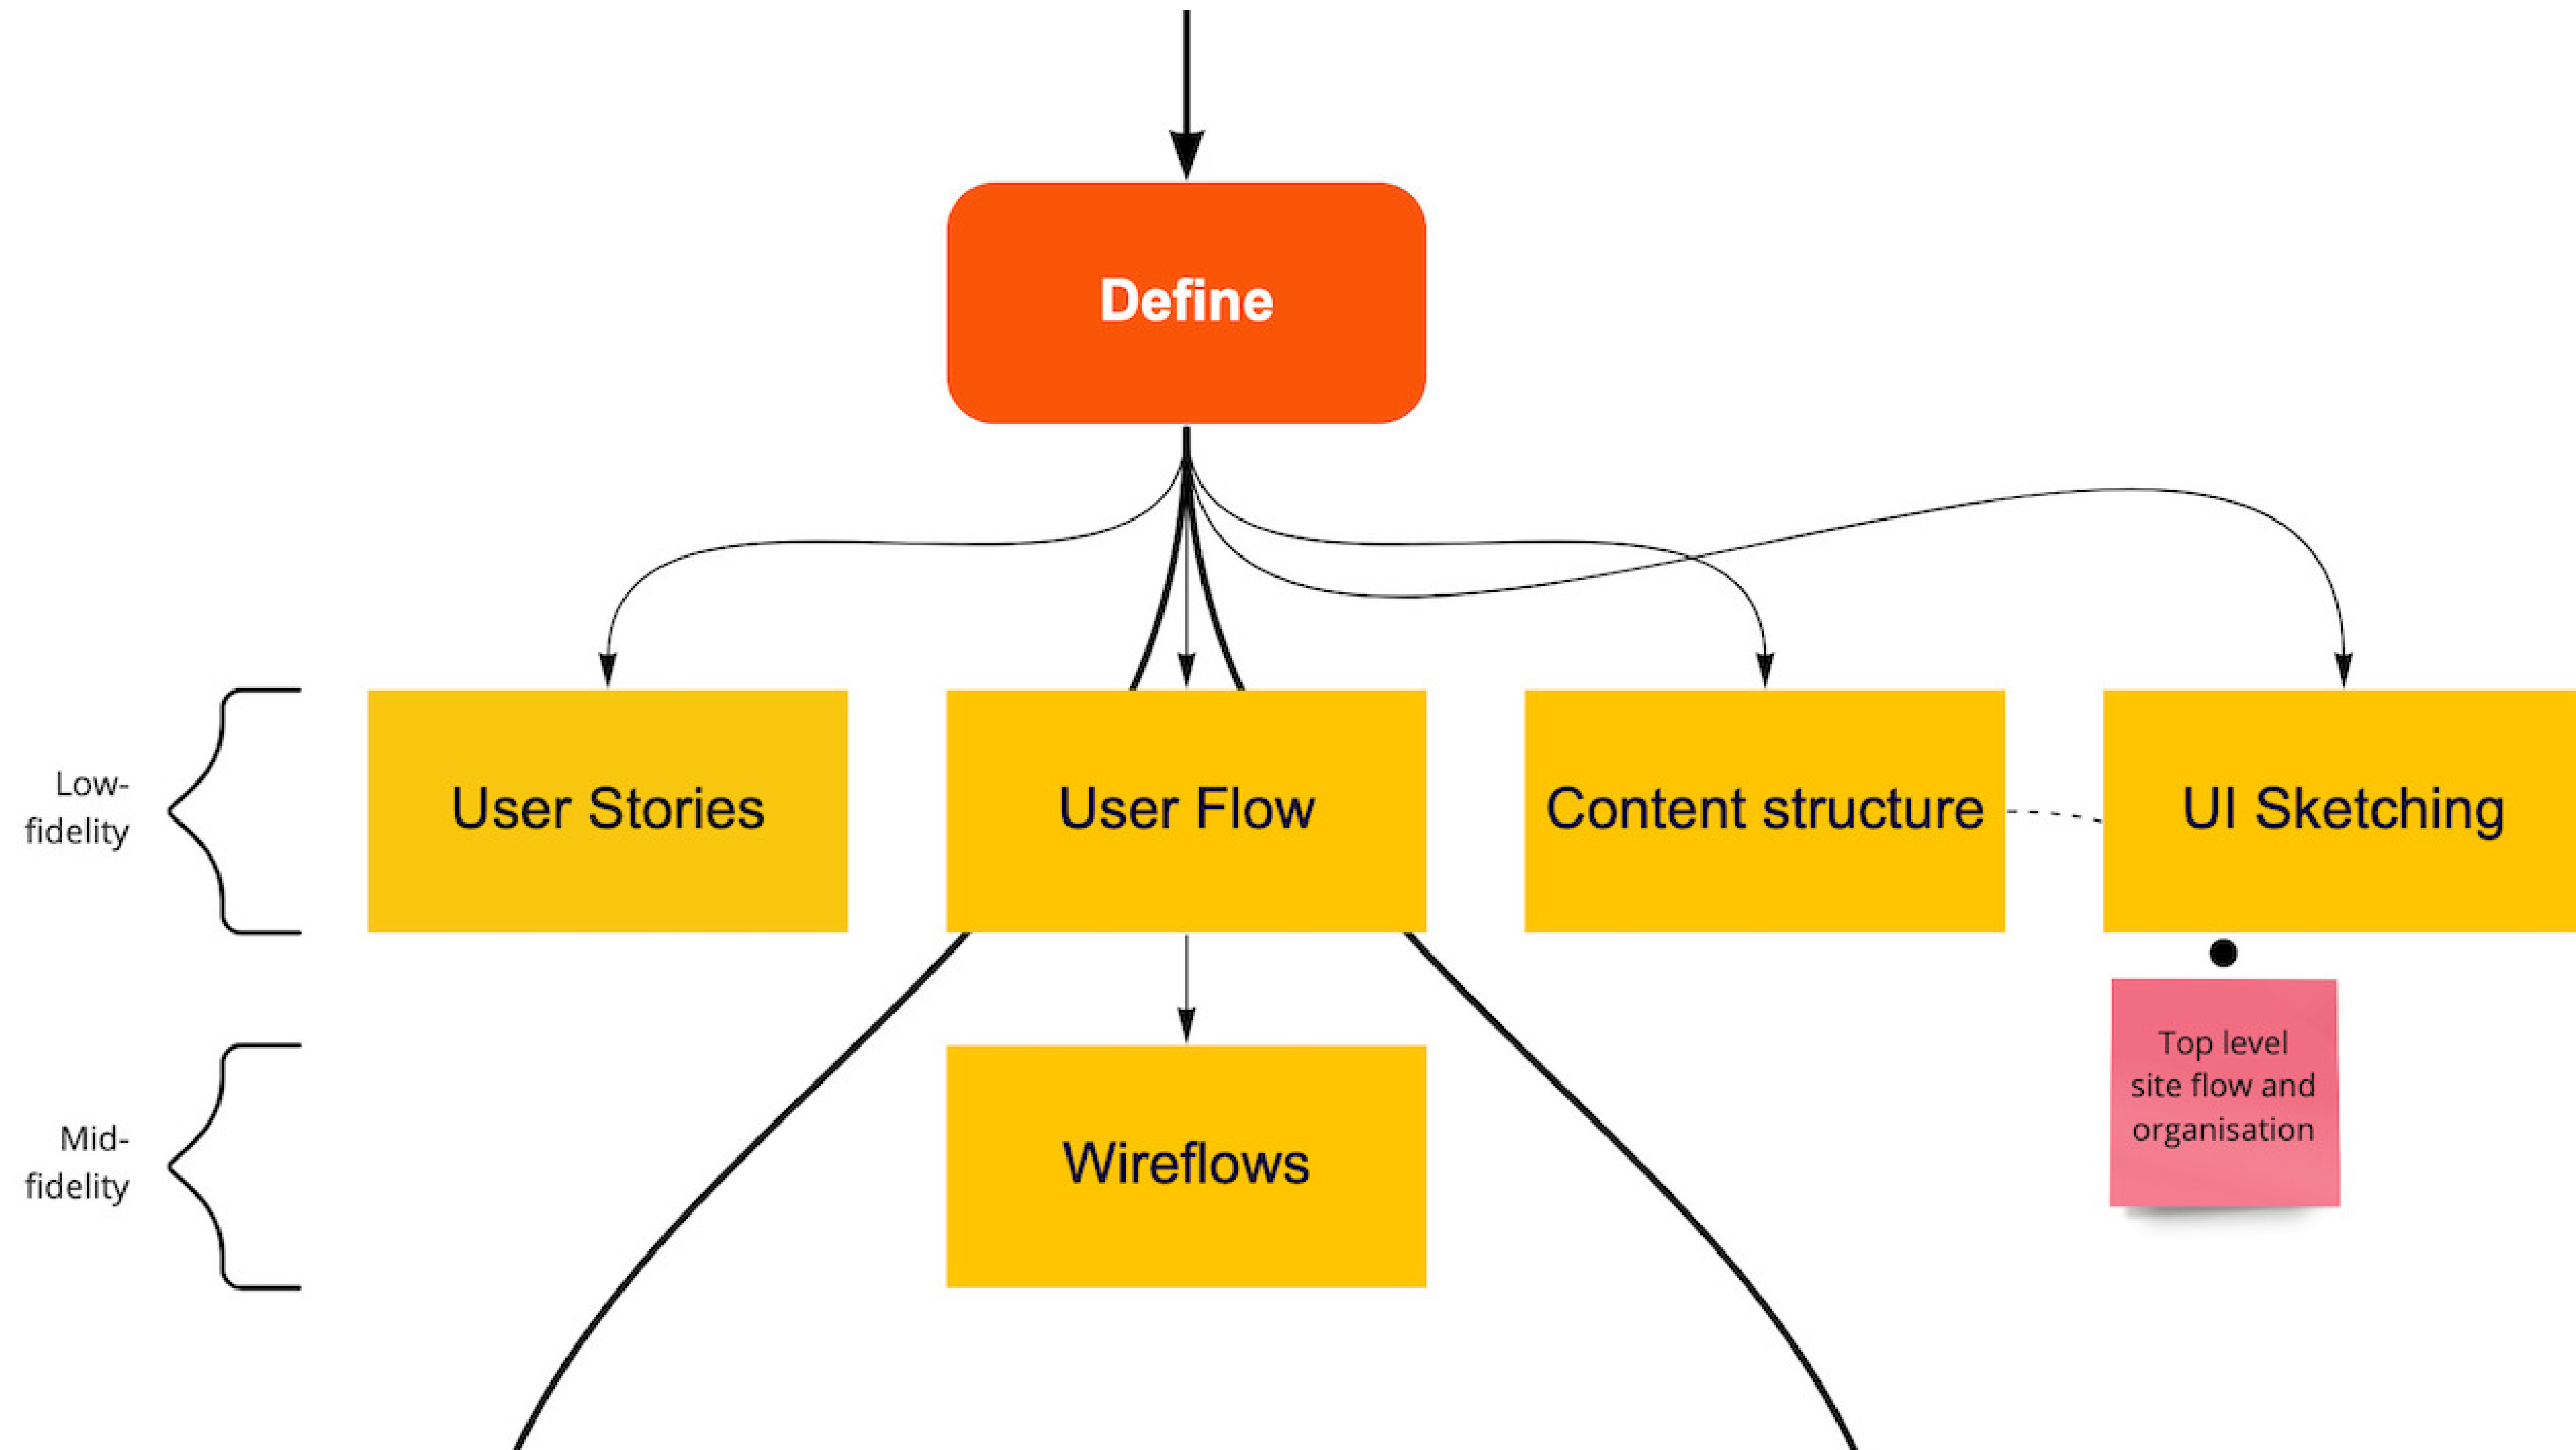 Define
Low-
fidelity
User Stories
User Flow
Content structure
UI Sketching
Mid-
fidelity
Wireflows
Top level
site flow and
organisation